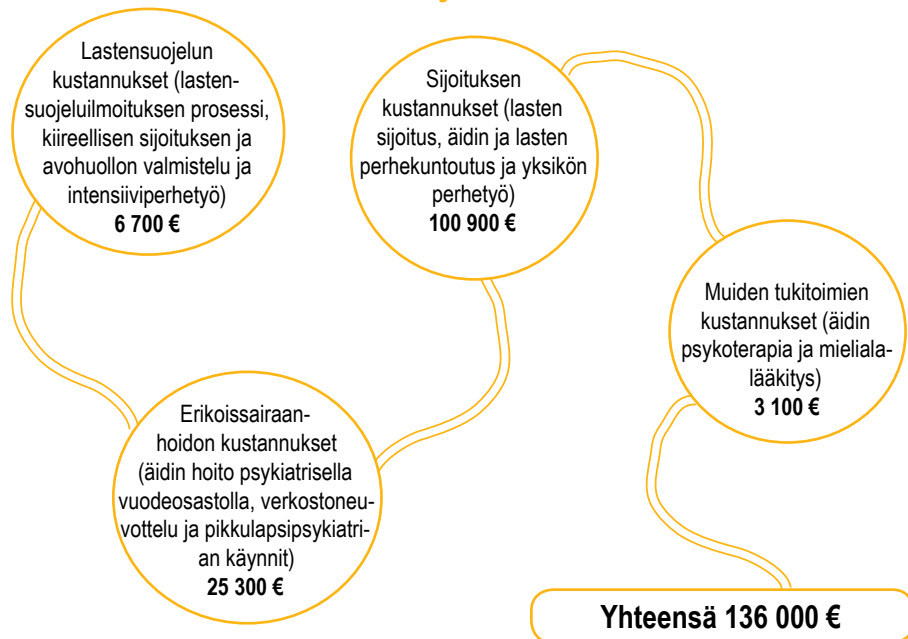 Lastensuojelun
kustannukset (lasten-
suojeluilmoituksen prosessi,
kiireellisen sijoituksen ja
avohuollon valmistelu ja
intensiiviperhetyö)
6 700 €
Erikoissairaan-
hoidon kustannukset
(äidin hoito psykiatrisella
vuodeosastolla, verkostoneu-
vottelu ja pikkulapsipsykiatri-
an käynnit)
25 300 €
Sijoituksen
kustannukset (lasten
sijoitus, äidin ja lasten
perhekuntoutus ja yksikön
perhetyö)
100 900 €
Muiden tukitoimien
kustannukset (äidin
psykoterapia ja mieliala-
lääkitys)
3 100 €
Yhteensä 136 000 €